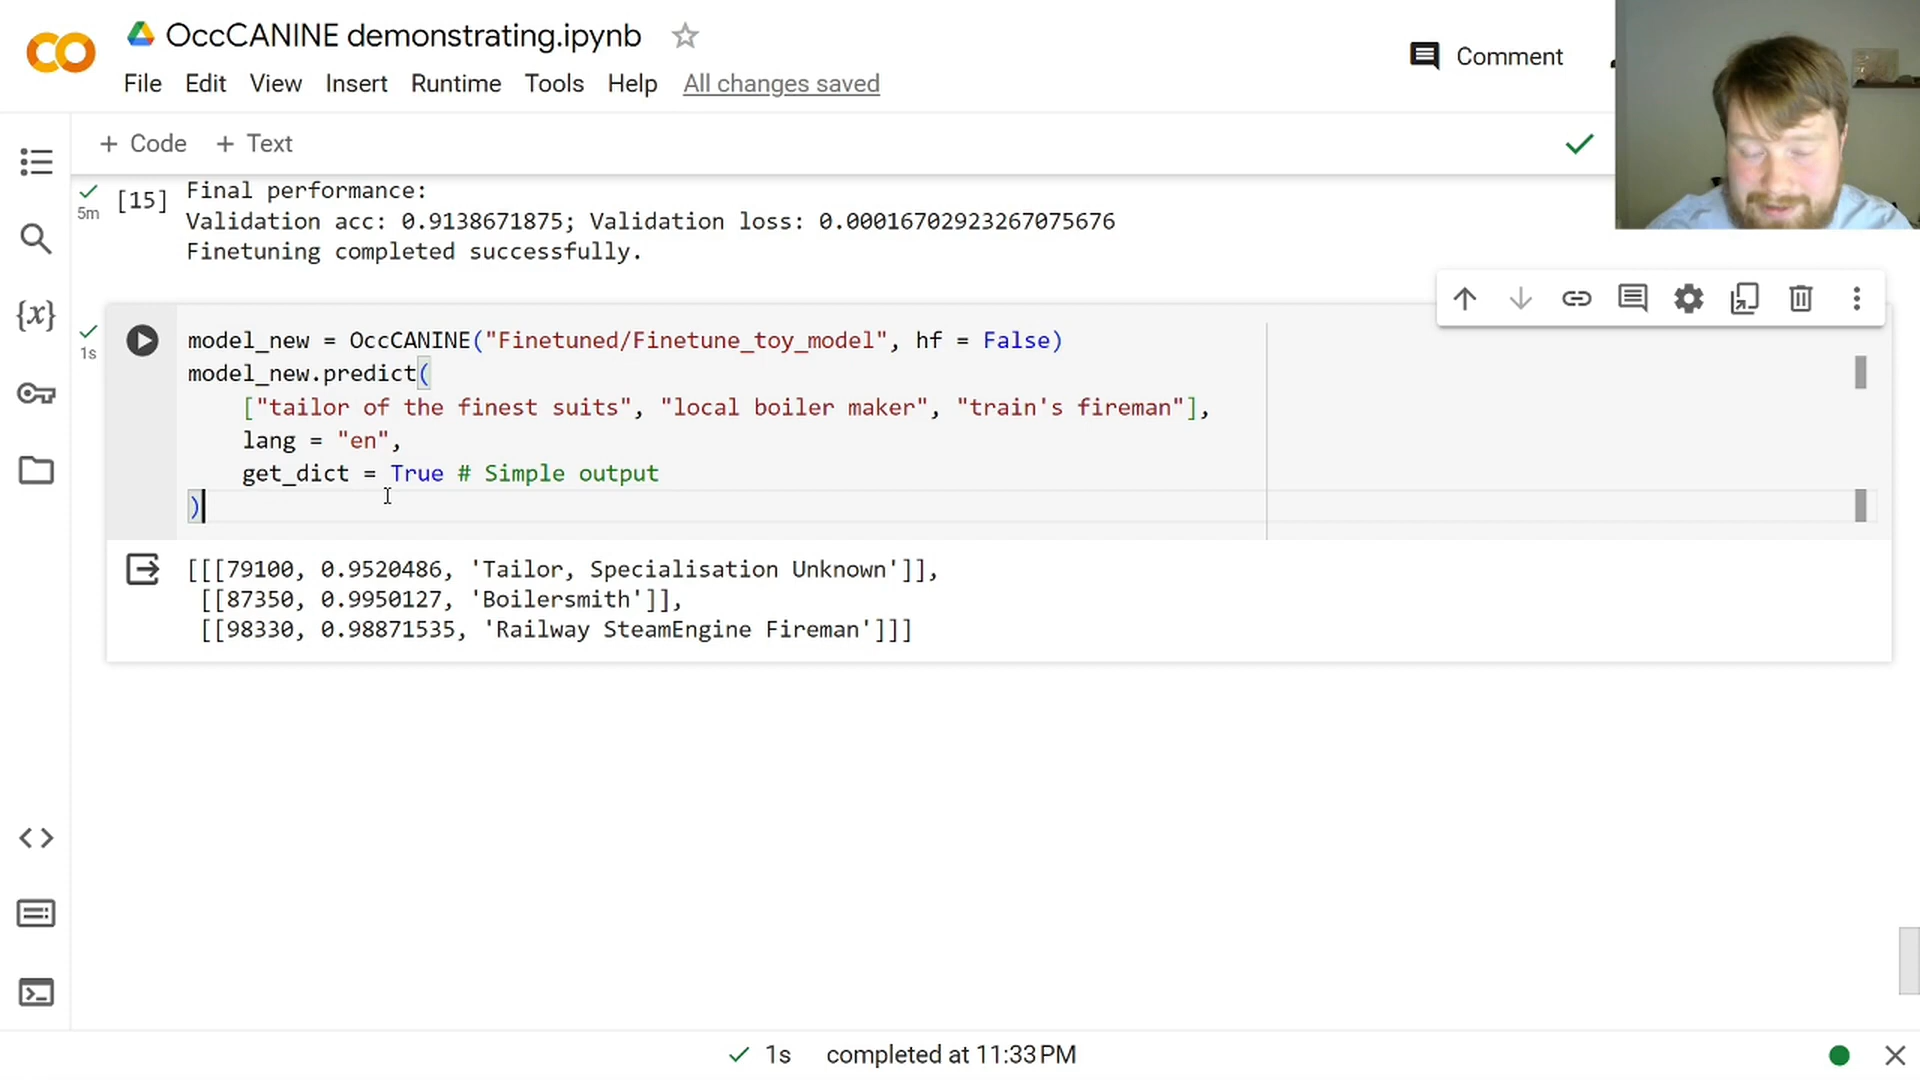 OccCANINE demonstrating.ipynb
Comment
File Edit View Insert Runtime Tools Help All changes saved
+ Code + Text
[15] Final performance:
5m
Validation acc: 0.9138671875; Validation loss: 0.00016702923267075676
Finetuning completed successfully.
1s
model_new = OccCANINE("Finetuned/Finetune_toy_model", hf = False)
model_new.predict(
["tailor of the finest suits", "local boiler maker", "train's fireman"],
lang = "en",
get_dict = True # Simple output
)
[[[79100, 0.9520486, 'Tailor, Specialisation Unknown']],
[[87350, 0.9950127, 'Boilersmith']],
[[98330, 0.98871535, 'Railway SteamEngine Fireman']]]
1s completed at 11:33 PM